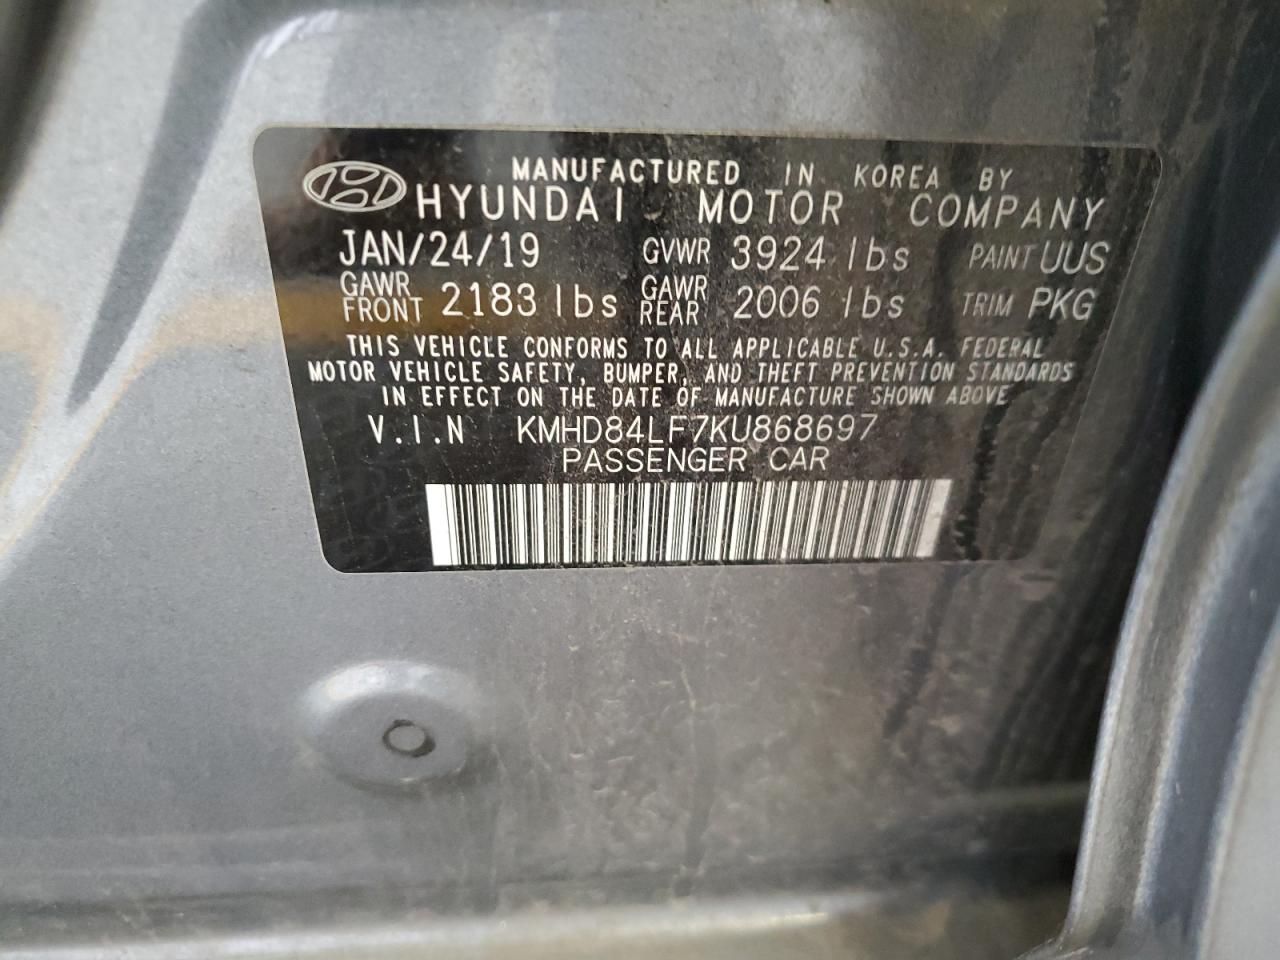 MANUFACTURED IN KOREA BY
HYUNDAI MOTOR COMPANY
JAN/24/19 GVWR 3924 lbs PAINT UUS
GAWR FRONT 2183 lbs GAWR REAR 2006 lbs TRIM PKG
THIS VEHICLE CONFORMS TO ALL APPLICABLE U.S.A. FEDERAL
MOTOR VEHICLE SAFETY, BUMPER, AND THEFT PREVENTION STANDARDS
IN EFFECT ON THE DATE OF MANUFACTURE SHOWN ABOVE
V.I.N KMHD84LF7KU868697
PASSENGER CAR